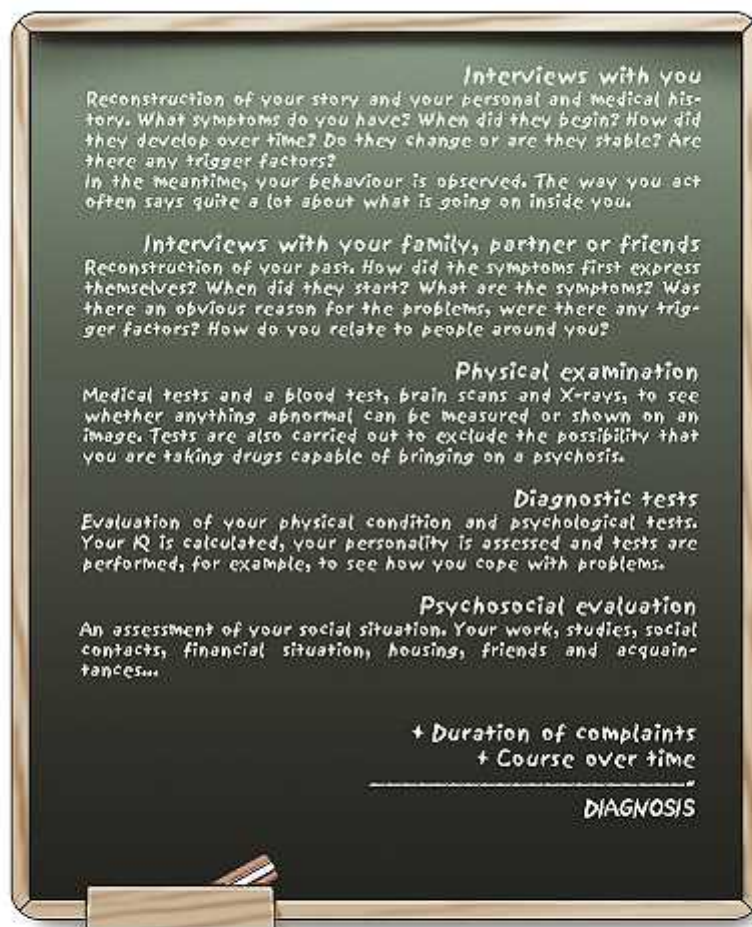 Interviews with you
Reconstruction of your story and your personal and medical his-
tory. What symptoms do you have? When did they begin? How did
they develop over time? Do they change or are they stable? Are
there any trigger factors?
In the meantime, your behaviour is observed. The way you act
often says quite a lot about what is going on inside you.
Interviews with your family, partner or friends
Reconstruction of your past. How did the symptoms first express
themselves? When did they start? What are the symptoms? Was
there an obvious reason for the problems, were there any trig-
ger factors? How do you relate to people around you?
Physical examination
Medical tests and a blood test, brain scans and X-rays, to see
whether anything abnormal can be measured or shown on an
image. Tests are also carried out to exclude the possibility that
you are taking drugs capable of bringing on a psychosis.
Diagnostic tests
Evaluation of your physical condition and psychological tests.
Your IQ is calculated, your personality is assessed and tests are
performed, for example, to see how you cope with problems.
Psychosocial evaluation
An assessment of your social situation. Your work, studies, social
contacts, financial situation, housing, friends and acquain-
tances...
+ Duration of complaints
+ Course over time
DIAGNOSIS